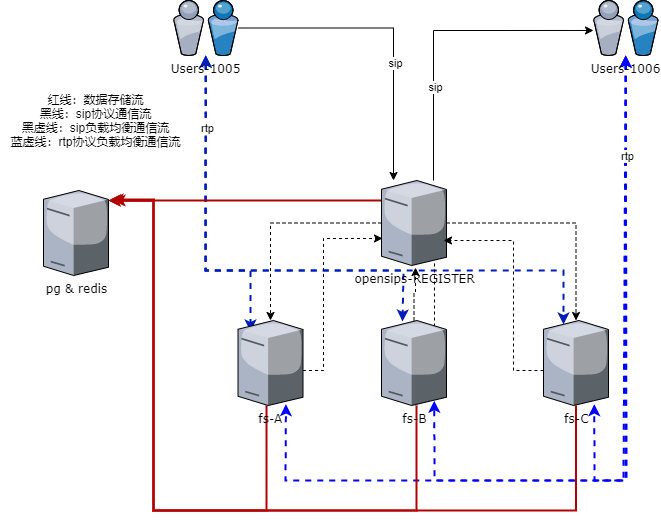 Users-1005
Users-1006
sip
sip
红线：数据存储流
黑线：sip协议通信流
黑虚线：sip负载均衡通信流
蓝虚线：rtp协议负载均衡通信流
rtp
rtp
pg & redis
opensips-REGISTER
fs-A
fs-B
fs-C